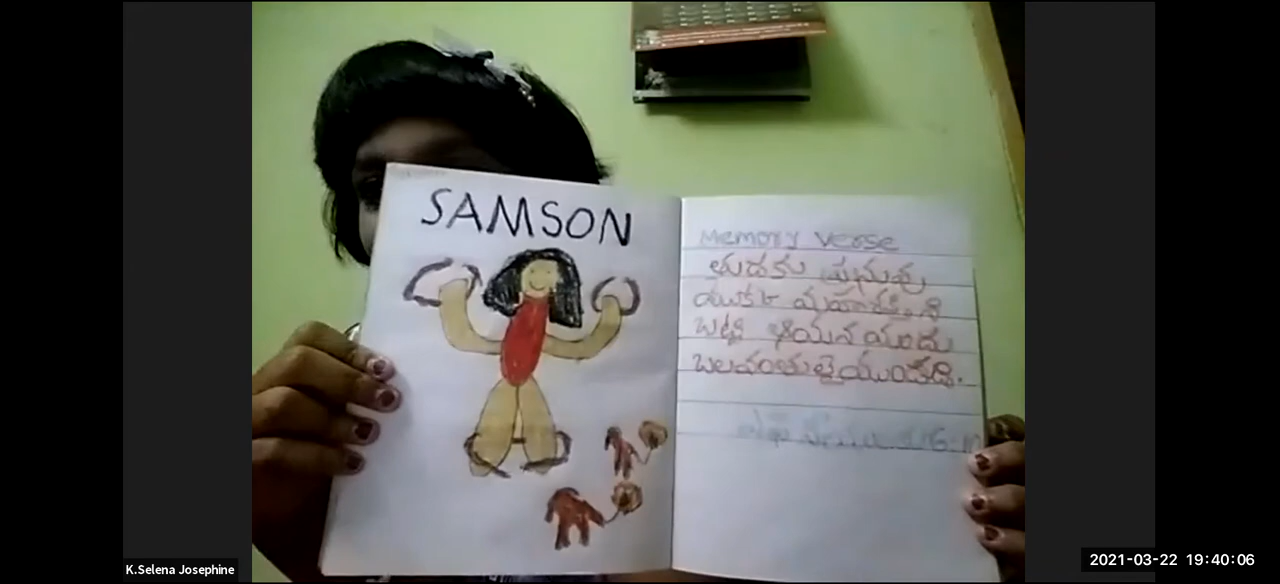 SAMSON
Memory Verse
తుదకు ప్రభువు
యొక్క మహాశక్తిని
బట్టి ఆయన యందు
బలవంతులైయుండుడి.
K.Selena Josephine
2021-03-22 19:40:06